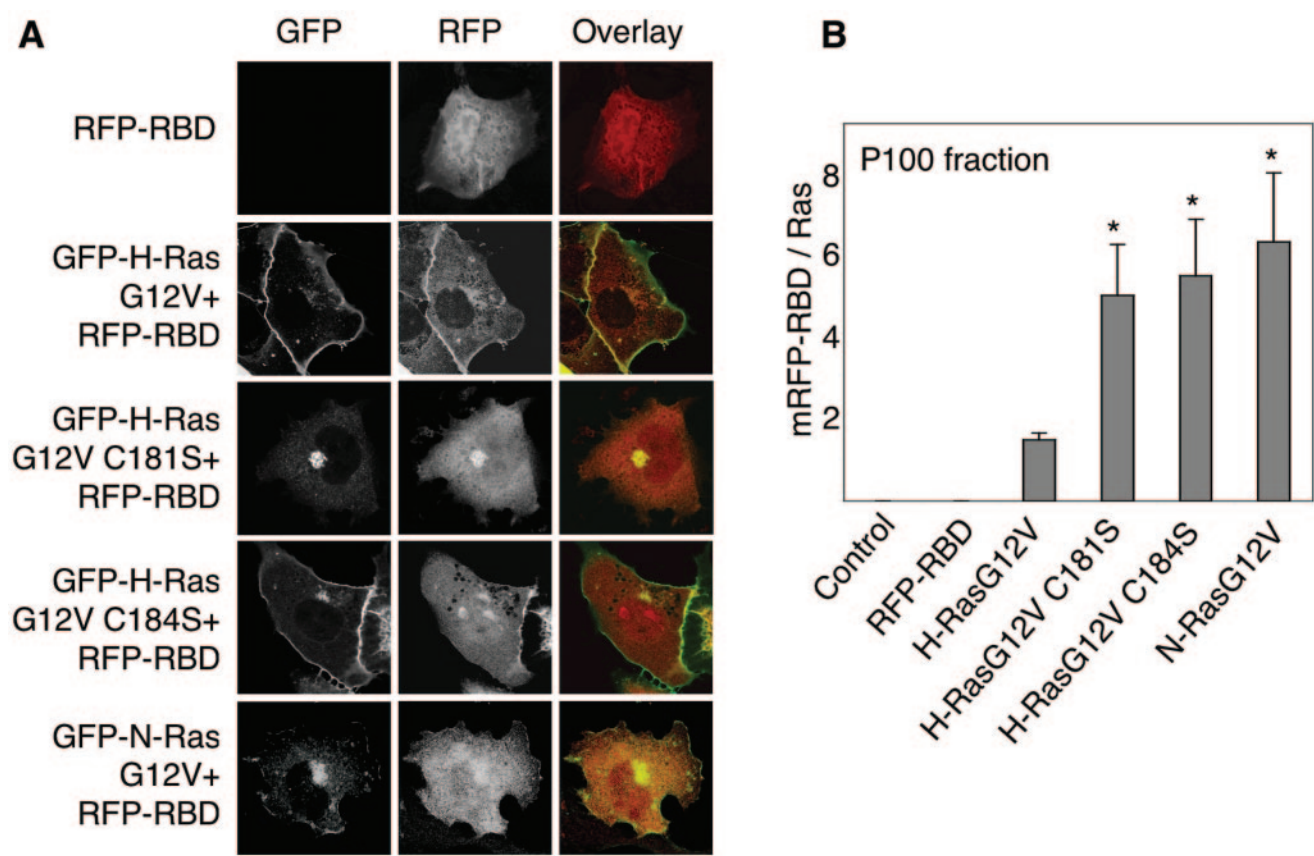 A
GFP RFP Overlay
RFP-RBD
GFP-H-Ras
G12V+
RFP-RBD
GFP-H-Ras
G12V C181S+
RFP-RBD
GFP-H-Ras
G12V C184S+
RFP-RBD
GFP-N-Ras
G12V+
RFP-RBD
B
P100 fraction
mRFP-RBD / Ras
8
6
4
2
*
*
*
Control
RFP-RBD
H-RasG12V
H-RasG12V C181S
H-RasG12V C184S
N-RasG12V